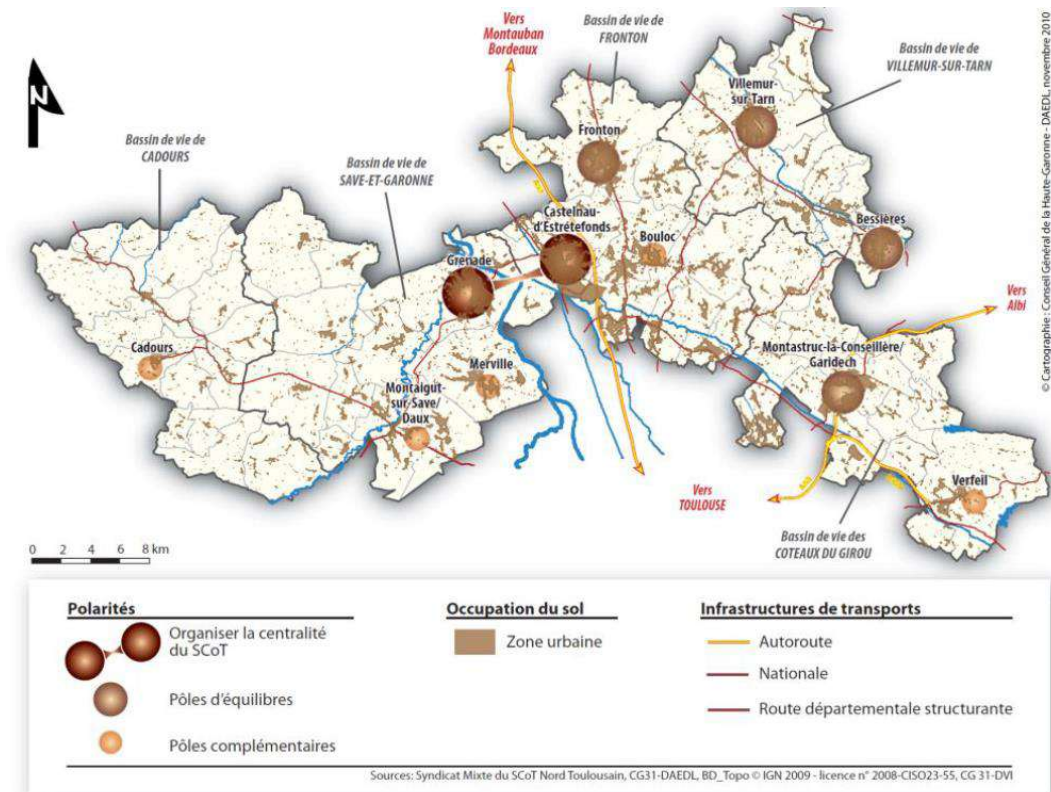 Vers
Montauban
Bordeaux
Bassin de vie de
FRONTON
Bassin de vie de
VILLEMUR-SUR-TARN
© Cartographie : Conseil Général de la Haute-Garonne - DAEDL, novembre 2010
N
Villemur-
sur-Tarn
Fronton
Bassin de vie de
CADOURS
Bassin de vie de
SAVE-ET-GARONNE
Castelnau-
d'Estrétefonds
Bouloc
Bessières
Grenade
Vers
Albi
Cadours
Merville
Montaigut-
sur-Save/
Daux
Montastruc-la-Conseillère/
Garidech
Vers
TOULOUSE
Verfeil
Bassin de vie des
COTEAUX DU GIROU
0 2 4 6 8 km
Polarités
Organiser la centralité
du SCoT
Pôles d'équilibres
Pôles complémentaires
Occupation du sol
Zone urbaine
Infrastructures de transports
Autoroute
Nationale
Route départementale structurante
Sources: Syndicat Mixte du SCoT Nord Toulousain, CG31-DAEDL, BD_Topo © IGN 2009 - licence n° 2008-CISO23-55, CG 31-DVI